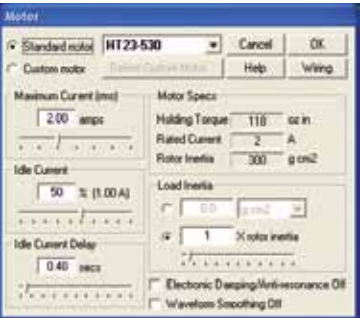 Motor
Standard motor HT23-530 Cancel OK
Custom motor Define Custom Motor Help Wiring
Maximum Current (rms)
2.00 amps
Motor Specs
Holding Torque 118 oz in
Rated Current 2 A
Rotor Inertia 300 g cm2
Idle Current
50 % (1.00 A)
Load Inertia
0.0 g cm2
1 X rotor inertia
Idle Current Delay
0.40 secs
Electronic Damping/Anti-resonance Off
Waveform Smoothing Off